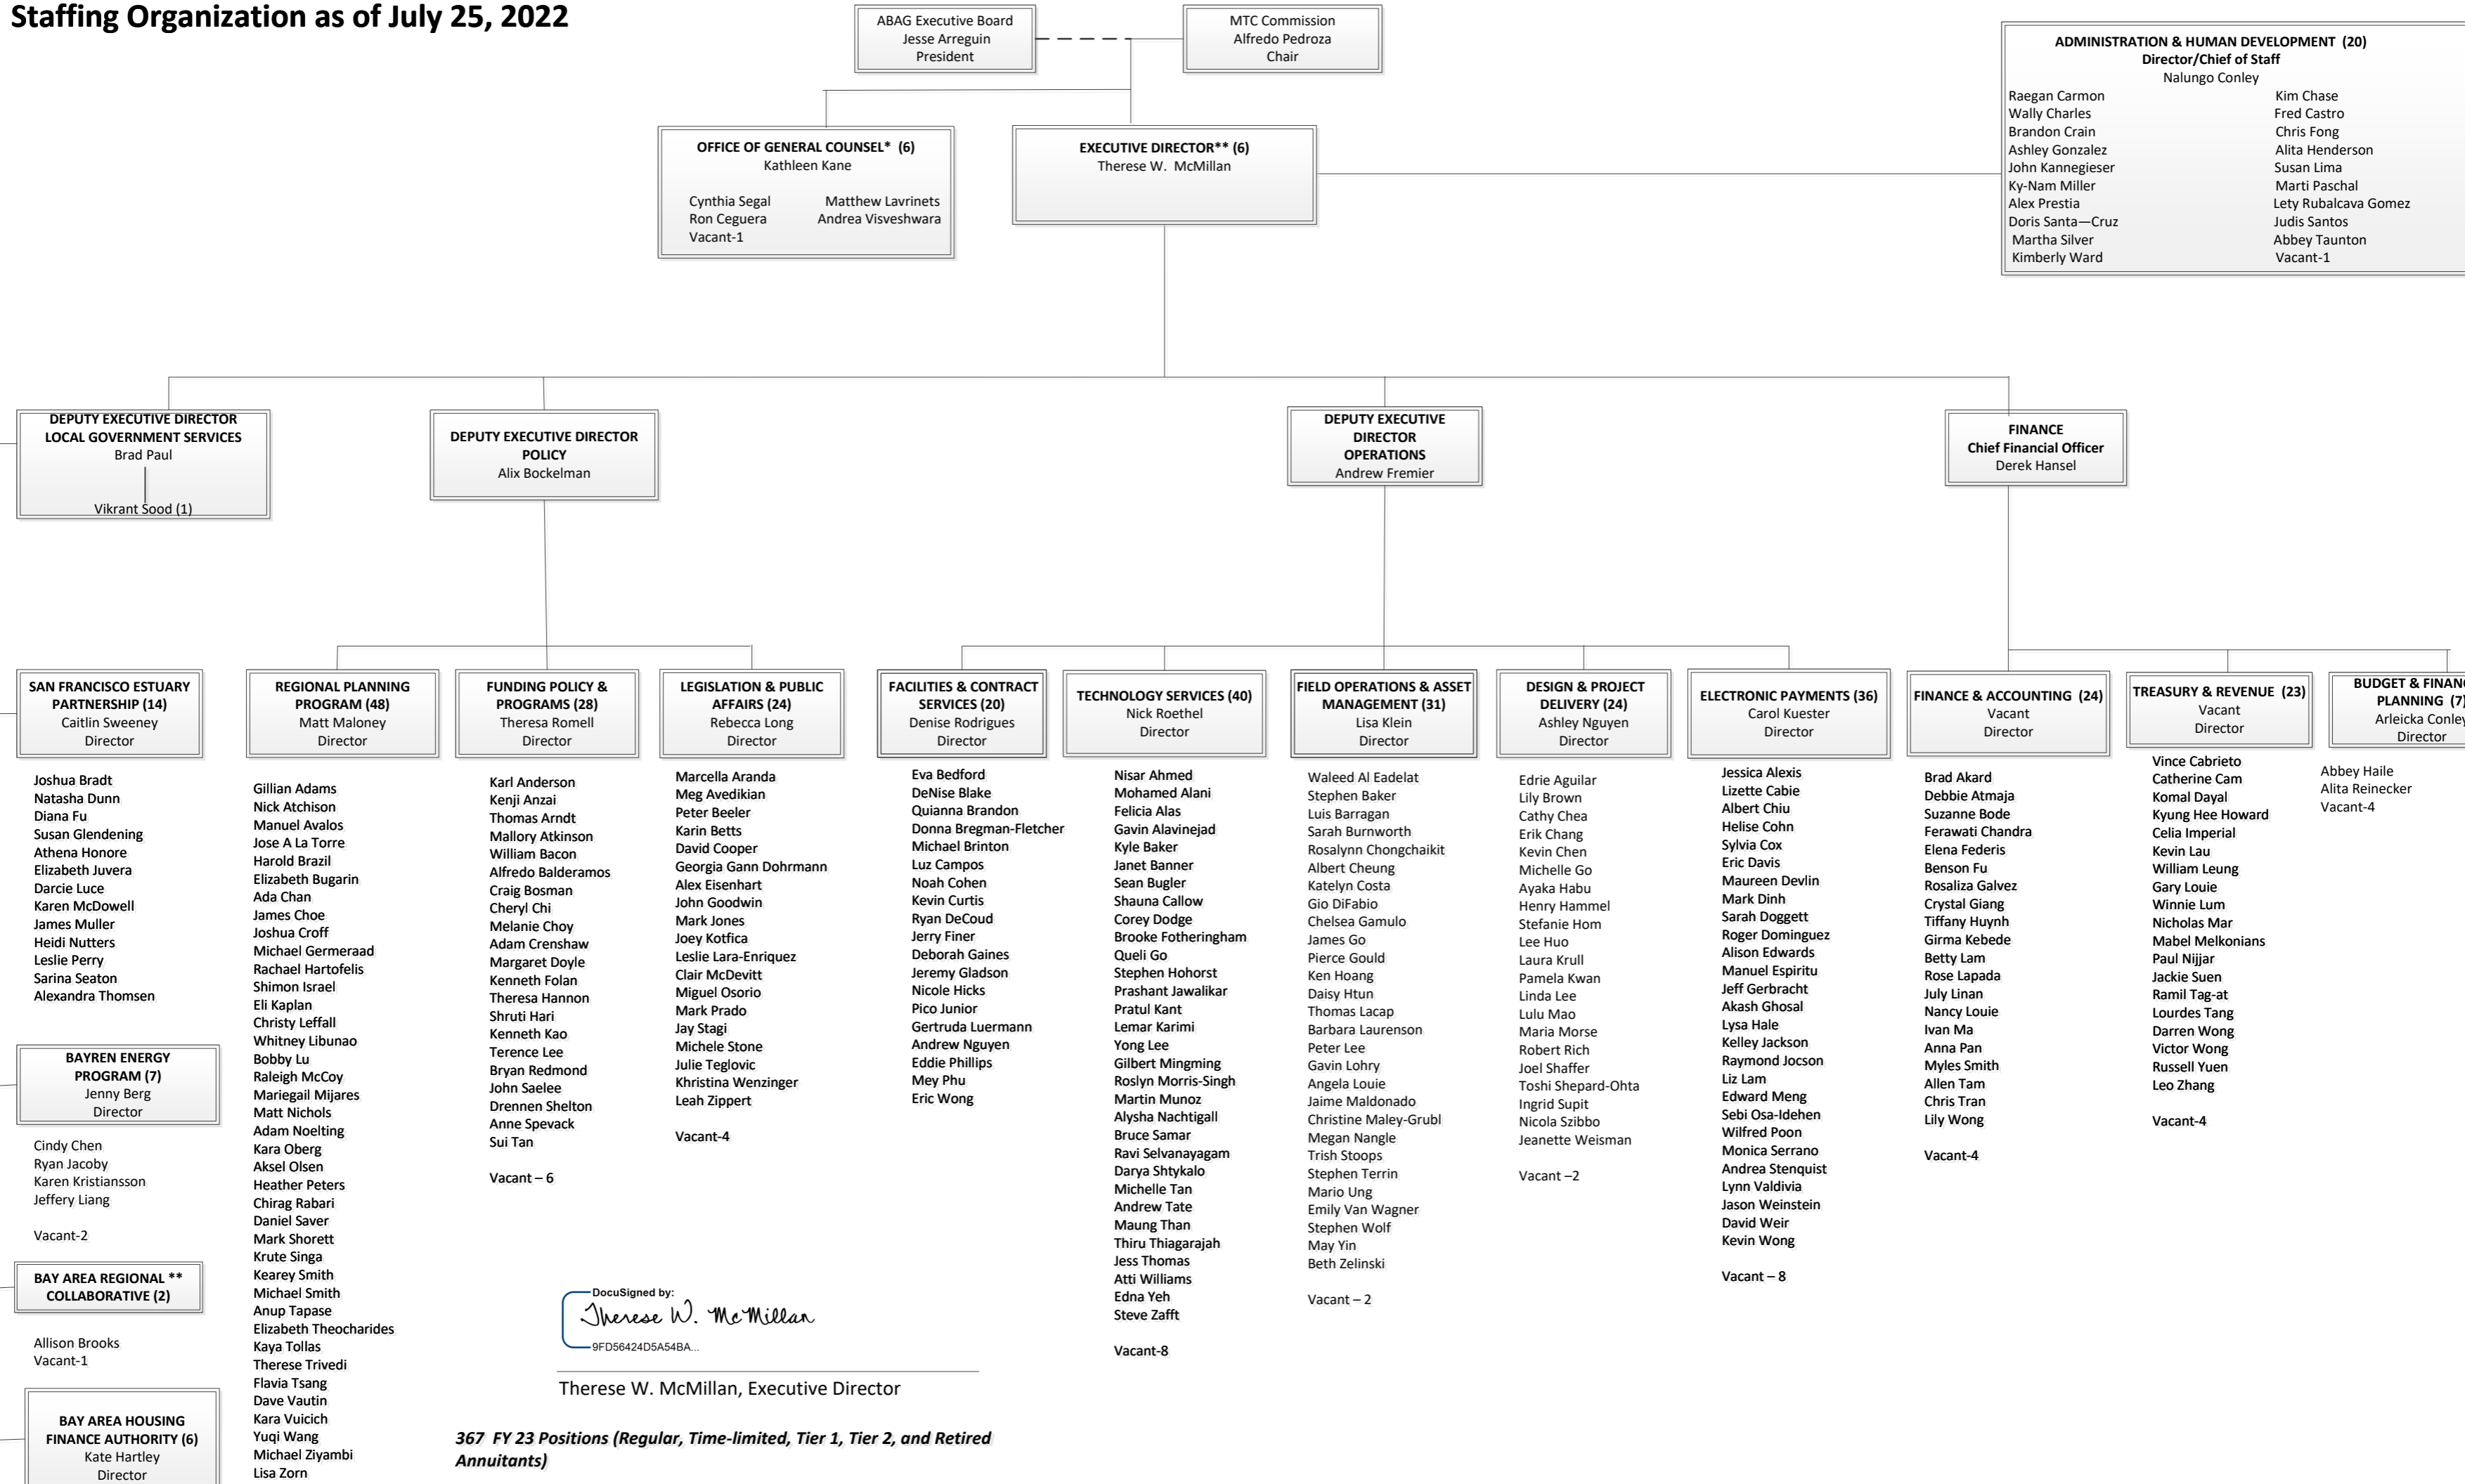 Staffing Organization as of July 25, 2022
ABAG Executive Board
Jesse Arreguin
President
MTC Commission
Alfredo Pedroza
Chair
ADMINISTRATION & HUMAN DEVELOPMENT (20)
Director/Chief of Staff
Nalungo Conley
Raegan Carmon Kim Chase
Wally Charles Fred Castro
Brandon Crain Chris Fong
Ashley Gonzalez Alita Henderson
John Kannegieser Susan Lima
Ky-Nam Miller Marti Paschal
Alex Prestia Lety Rubalcava Gomez
Doris Santa—Cruz Judis Santos
Martha Silver Abbey Taunton
Kimberly Ward Vacant-1
OFFICE OF GENERAL COUNSEL* (6)
Kathleen Kane
Cynthia Segal Matthew Lavrinets
Ron Ceguera Andrea Visveshwara
Vacant-1
EXECUTIVE DIRECTOR** (6)
Therese W. McMillan
DEPUTY EXECUTIVE DIRECTOR
LOCAL GOVERNMENT SERVICES
Brad Paul
Vikrant Sood (1)
DEPUTY EXECUTIVE DIRECTOR
POLICY
Alix Bockelman
DEPUTY EXECUTIVE
DIRECTOR
OPERATIONS
Andrew Fremier
FINANCE
Chief Financial Officer
Derek Hansel
SAN FRANCISCO ESTUARY
PARTNERSHIP (14)
Caitlin Sweeney
Director
Joshua Bradt
Natasha Dunn
Diana Fu
Susan Glendening
Athena Honore
Elizabeth Juvera
Darcie Luce
Karen McDowell
James Muller
Heidi Nutters
Leslie Perry
Sarina Seaton
Alexandra Thomsen
BAYREN ENERGY
PROGRAM (7)
Jenny Berg
Director
Cindy Chen
Ryan Jacoby
Karen Kristiansson
Jeffery Liang
Vacant-2
BAY AREA REGIONAL **
COLLABORATIVE (2)
Allison Brooks
Vacant-1
BAY AREA HOUSING
FINANCE AUTHORITY (6)
Kate Hartley
Director
REGIONAL PLANNING
PROGRAM (48)
Matt Maloney
Director
Gillian Adams
Nick Atchison
Manuel Avalos
Jose A La Torre
Harold Brazil
Elizabeth Bugarin
Ada Chan
James Choe
Joshua Croff
Michael Germeraad
Rachael Hartofelis
Shimon Israel
Eli Kaplan
Christy Leffall
Whitney Libunao
Bobby Lu
Raleigh McCoy
Mariegail Mijares
Matt Nichols
Adam Noelting
Kara Oberg
Aksel Olsen
Heather Peters
Chirag Rabari
Daniel Saver
Mark Shorett
Krute Singa
Kearey Smith
Michael Smith
Anup Tapase
Elizabeth Theocharides
Kaya Tollas
Therese Trivedi
Flavia Tsang
Dave Vautin
Kara Vuicich
Yuqi Wang
Michael Ziyambi
Lisa Zorn
FUNDING POLICY &
PROGRAMS (28)
Theresa Romell
Director
Karl Anderson
Kenji Anzai
Thomas Arndt
Mallory Atkinson
William Bacon
Alfredo Balderamos
Craig Bosman
Cheryl Chi
Melanie Choy
Adam Crenshaw
Margaret Doyle
Kenneth Folan
Theresa Hannon
Shruti Hari
Kenneth Kao
Terence Lee
Bryan Redmond
John Saelee
Drennen Shelton
Anne Spevack
Sui Tan
Vacant – 6
LEGISLATION & PUBLIC
AFFAIRS (24)
Rebecca Long
Director
Marcella Aranda
Meg Avedikian
Peter Beeler
Karin Betts
David Cooper
Georgia Gann Dohrmann
Alex Eisenhart
John Goodwin
Mark Jones
Joey Kotfica
Leslie Lara-Enriquez
Clair McDevitt
Miguel Osorio
Mark Prado
Jay Stagi
Michele Stone
Julie Teglovic
Khristina Wenzinger
Leah Zippert
Vacant-4
FACILITIES & CONTRACT
SERVICES (20)
Denise Rodrigues
Director
Eva Bedford
DeNise Blake
Quianna Brandon
Donna Bregman-Fletcher
Michael Brinton
Luz Campos
Noah Cohen
Kevin Curtis
Ryan DeCoud
Jerry Finer
Deborah Gaines
Jeremy Gladson
Nicole Hicks
Pico Junior
Gertruda Luermann
Andrew Nguyen
Eddie Phillips
Mey Phu
Eric Wong
TECHNOLOGY SERVICES (40)
Nick Roethel
Director
Nisar Ahmed
Mohamed Alani
Felicia Alas
Gavin Alavinejad
Kyle Baker
Janet Banner
Sean Bugler
Shauna Callow
Corey Dodge
Brooke Fotheringham
Queli Go
Stephen Hohorst
Prashant Jawalikar
Pratul Kant
Lemar Karimi
Yong Lee
Gilbert Mingming
Roslyn Morris-Singh
Martin Munoz
Alysha Nachtigall
Bruce Samar
Ravi Selvanayagam
Darya Shtykalo
Michelle Tan
Andrew Tate
Maung Than
Thiru Thiagarajah
Jess Thomas
Atti Williams
Edna Yeh
Steve Zafft
Vacant-8
FIELD OPERATIONS & ASSET
MANAGEMENT (31)
Lisa Klein
Director
Waleed Al Eadelat
Stephen Baker
Luis Barragan
Sarah Burnworth
Rosalynn Chongchaikit
Albert Cheung
Katelyn Costa
Gio DiFabio
Chelsea Gamulo
James Go
Pierce Gould
Ken Hoang
Daisy Htun
Thomas Lacap
Barbara Laurenson
Peter Lee
Gavin Lohry
Angela Louie
Jaime Maldonado
Christine Maley-Grubl
Megan Nangle
Trish Stoops
Stephen Terrin
Mario Ung
Emily Van Wagner
Stephen Wolf
May Yin
Beth Zelinski
Vacant – 2
DESIGN & PROJECT
DELIVERY (24)
Ashley Nguyen
Director
Edrie Aguilar
Lily Brown
Cathy Chea
Erik Chang
Kevin Chen
Michelle Go
Ayaka Habu
Henry Hammel
Stefanie Hom
Lee Huo
Laura Krull
Pamela Kwan
Linda Lee
Lulu Mao
Maria Morse
Robert Rich
Joel Shaffer
Toshi Shepard-Ohta
Ingrid Supit
Nicola Szibbo
Jeanette Weisman
Vacant –2
ELECTRONIC PAYMENTS (36)
Carol Kuester
Director
Jessica Alexis
Lizette Cabie
Albert Chiu
Helise Cohn
Sylvia Cox
Eric Davis
Maureen Devlin
Mark Dinh
Sarah Doggett
Roger Dominguez
Alison Edwards
Manuel Espiritu
Jeff Gerbracht
Akash Ghosal
Lysa Hale
Kelley Jackson
Raymond Jocson
Liz Lam
Edward Meng
Sebi Osa-Idehen
Wilfred Poon
Monica Serrano
Andrea Stenquist
Lynn Valdivia
Jason Weinstein
David Weir
Kevin Wong
Vacant – 8
FINANCE & ACCOUNTING (24)
Vacant
Director
Brad Akard
Debbie Atmaja
Suzanne Bode
Ferawati Chandra
Elena Federis
Benson Fu
Rosaliza Galvez
Crystal Giang
Tiffany Huynh
Girma Kebede
Betty Lam
Rose Lapada
July Linan
Nancy Louie
Ivan Ma
Anna Pan
Myles Smith
Allen Tam
Chris Tran
Lily Wong
Vacant-4
TREASURY & REVENUE (23)
Vacant
Director
Vince Cabrieto
Catherine Cam
Komal Dayal
Kyung Hee Howard
Celia Imperial
Kevin Lau
William Leung
Gary Louie
Winnie Lum
Nicholas Mar
Mabel Melkonians
Paul Nijjar
Jackie Suen
Ramil Tag-at
Lourdes Tang
Darren Wong
Victor Wong
Russell Yuen
Leo Zhang
Vacant-4
BUDGET & FINANC
PLANNING (7)
Arleicka Conley
Director
Abbey Haile
Alita Reinecker
Vacant-4
DocuSigned by:
Therese W. McMillan
9FD56424D5A54BA...
Therese W. McMillan, Executive Director
367 FY 23 Positions (Regular, Time-limited, Tier 1, Tier 2, and Retired
Annuitants)